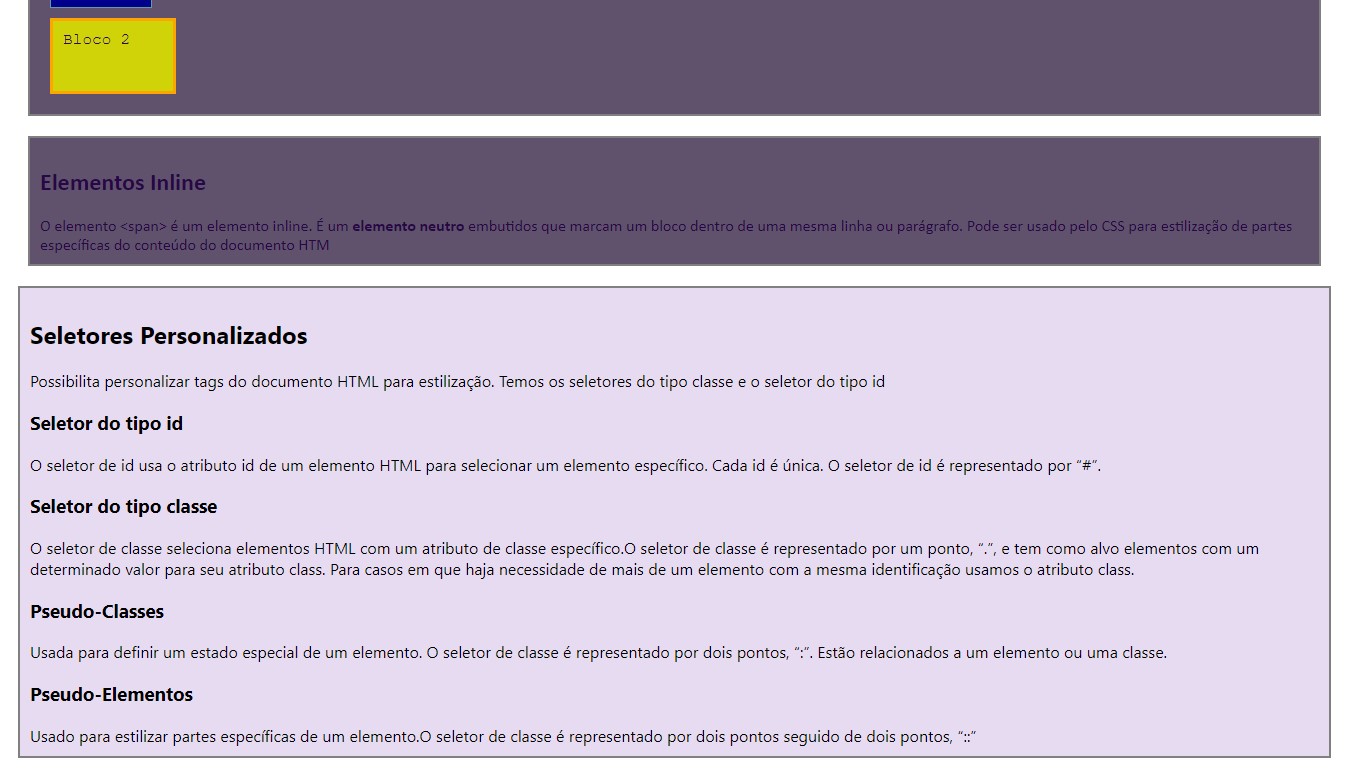 Bloco 2
Elementos Inline
O elemento <span> é um elemento inline. É um elemento neutro embutidos que marcam um bloco dentro de uma mesma linha ou parágrafo. Pode ser usado pelo CSS para estilização de partes
específicas do conteúdo do documento HTM
Seletores Personalizados
Possibilita personalizar tags do documento HTML para estilização. Temos os seletores do tipo classe e o seletor do tipo id
Seletor do tipo id
O seletor de id usa o atributo id de um elemento HTML para selecionar um elemento específico. Cada id é única. O seletor de id é representado por “#”.
Seletor do tipo classe
O seletor de classe seleciona elementos HTML com um atributo de classe específico.O seletor de classe é representado por um ponto, “.”, e tem como alvo elementos com um
determinado valor para seu atributo class. Para casos em que haja necessidade de mais de um elemento com a mesma identificação usamos o atributo class.
Pseudo-Classes
Usada para definir um estado especial de um elemento. O seletor de classe é representado por dois pontos, “:”. Estão relacionados a um elemento ou uma classe.
Pseudo-Elementos
Usado para estilizar partes específicas de um elemento.O seletor de classe é representado por dois pontos seguido de dois pontos, “::”